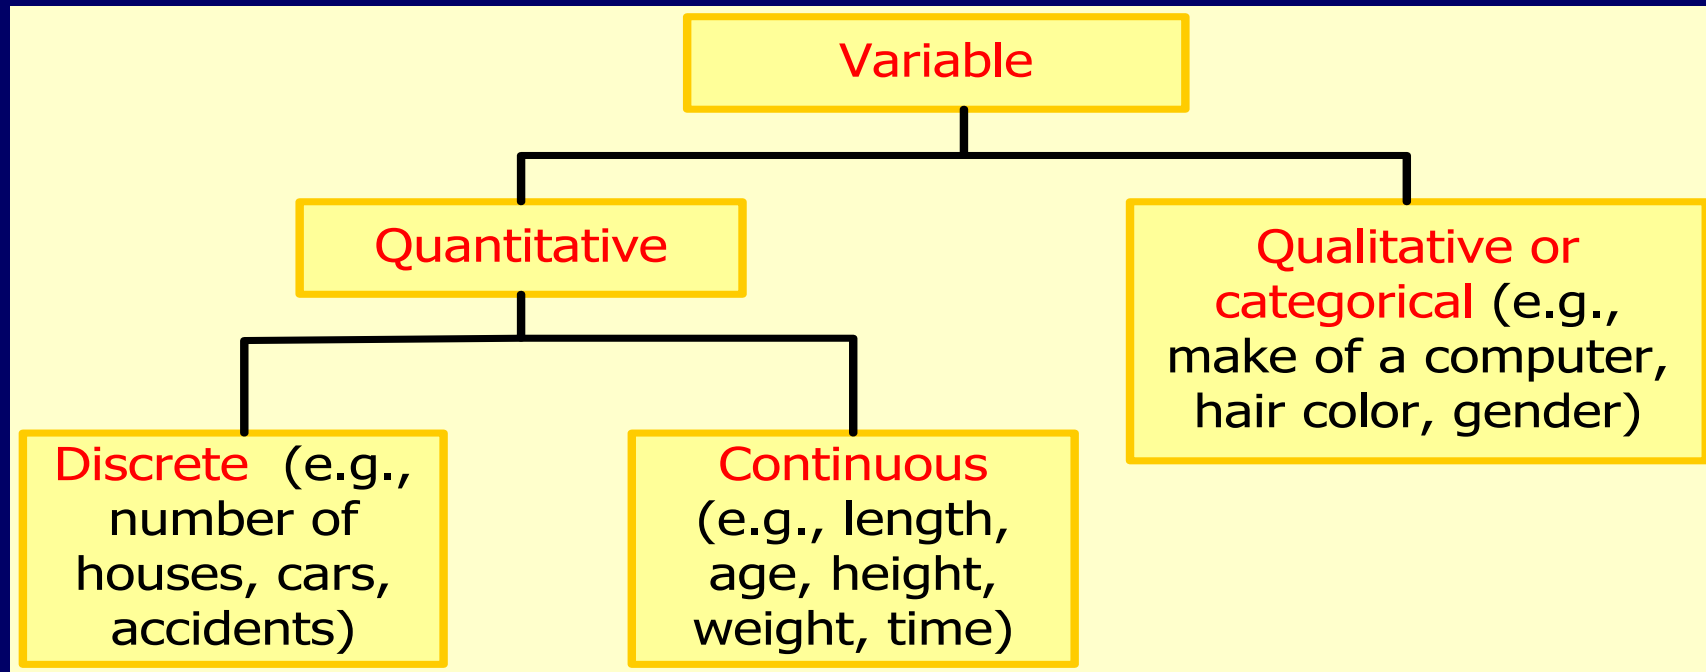 Variable
Quantitative
Qualitative or
categorical (e.g.,
make of a computer,
hair color, gender)
Discrete (e.g.,
number of
houses, cars,
accidents)
Continuous
(e.g., length,
age, height,
weight, time)